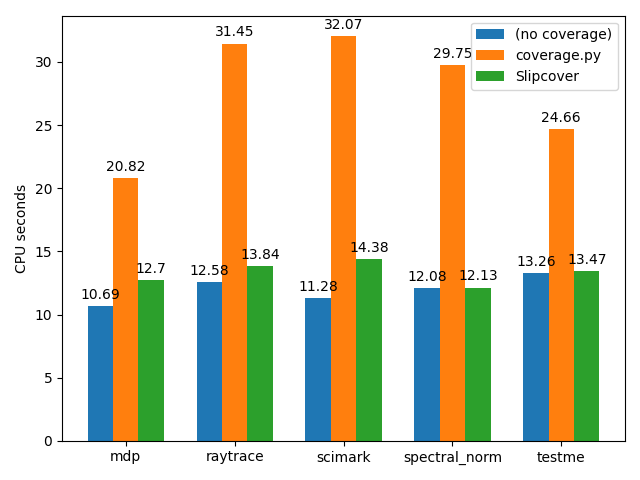 (no coverage)
coverage.py
Slipcover
CPU seconds
30
25
20
15
10
5
0
10.69
20.82
12.7
12.58
31.45
13.84
11.28
32.07
14.38
12.08
29.75
12.13
13.26
24.66
13.47
mdp
raytrace
scimark
spectral_norm
testme